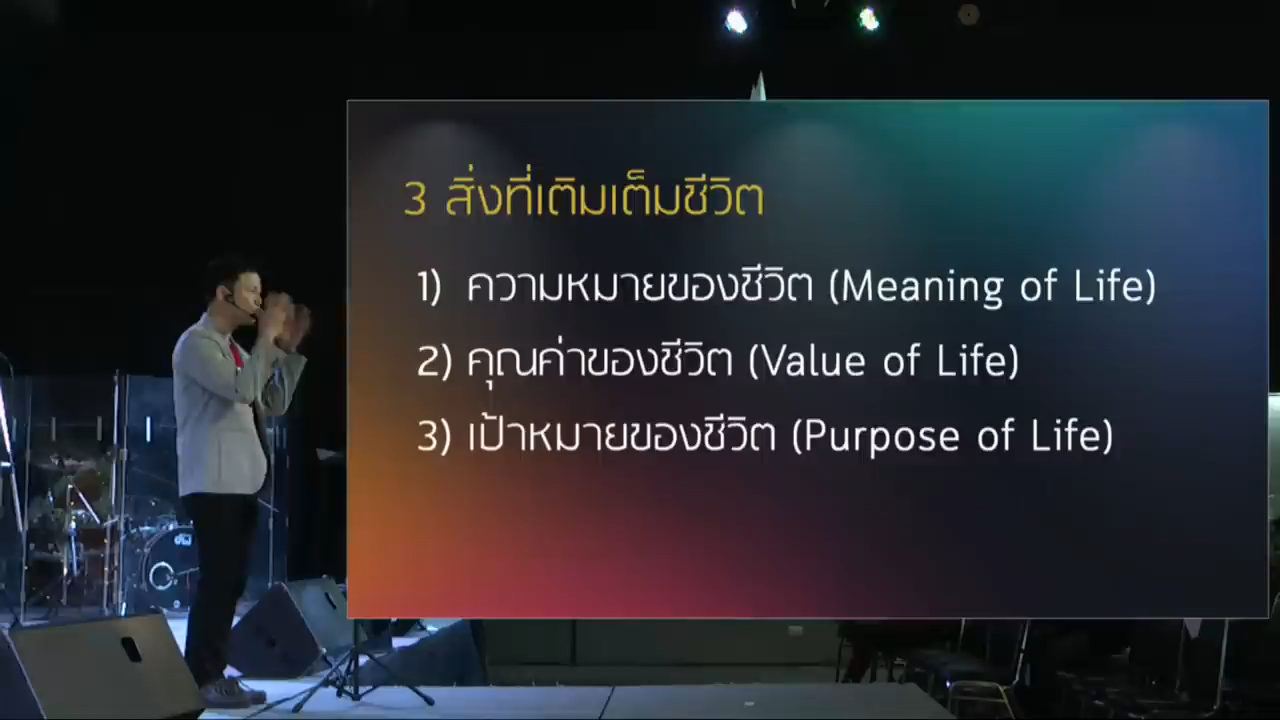 3 สิ่งที่เติมเต็มชีวิต
1) ความหมายของชีวิต (Meaning of Life)
2) คุณค่าของชีวิต (Value of Life)
3) เป้าหมายของชีวิต (Purpose of Life)